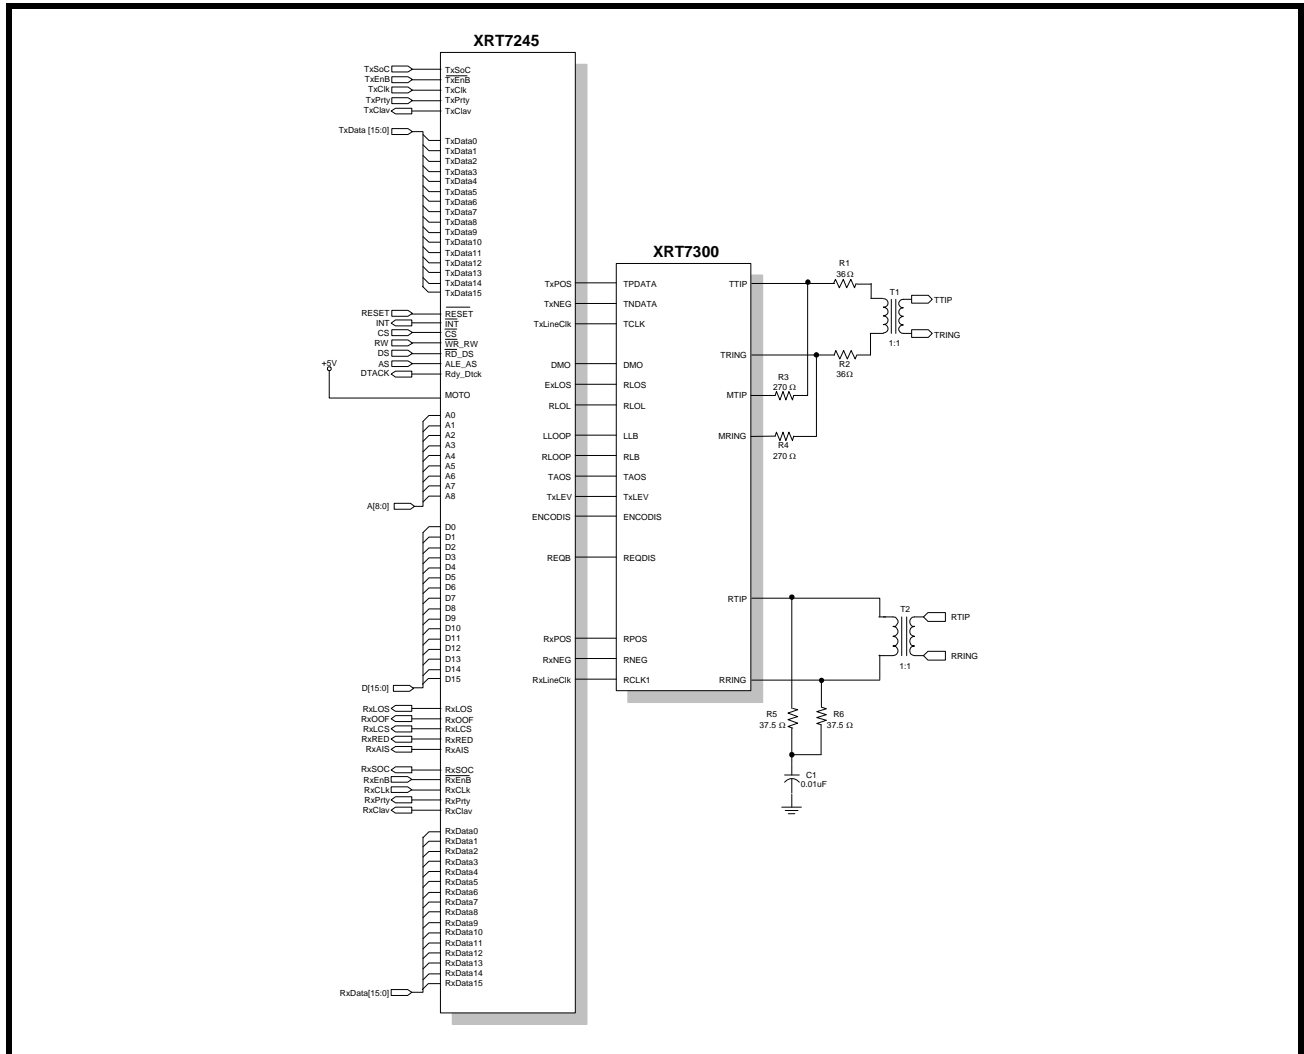 XRT7245
TxSoC TxSoC
TxEnB TxEnB
TxClk TxClk
TxPrty TxPrty
TxClav TxClav
TxData [15:0]
TxData0
TxData1
TxData2
TxData3
TxData4
TxData5
TxData6
TxData7
TxData8
TxData9
TxData10
TxData11
TxData12
TxData13
TxData14
TxData15
RESET RESET
INT INT
CS CS
RW WR_RW
DS RD_DS
AS ALE_AS
DTACK Rdy_Dtck
+5V
MOTO
A0
A1
A2
A3
A4
A5
A6
A7
A8
A[8:0]
D0
D1
D2
D3
D4
D5
D6
D7
D8
D9
D10
D11
D12
D13
D14
D15
D[15:0]
RxLOS RxLOS
RxOOF RxOOF
RxLCS RxLCS
RxRED RxRED
RxAIS RxAIS
RxSOC RxSOC
RxEnB RxEnB
RxCLk RxCLk
RxPrty RxPrty
RxClav RxClav
RxData0
RxData1
RxData2
RxData3
RxData4
RxData5
RxData6
RxData7
RxData8
RxData9
RxData10
RxData11
RxData12
RxData13
RxData14
RxData15
RxData[15:0]
TxPOS
TxNEG
TxLineClk
DMO
ExLOS
RLOL
LLOOP
RLOOP
TAOS
TxLEV
ENCODIS
REQB
RxPOS
RxNEG
RxLineClk
XRT7300
TPDATA
TNDATA
TCLK
DMO
RLOS
RLOL
LLB
RLB
TAOS
TxLEV
ENCODIS
REQDIS
RPOS
RNEG
RCLK1
TTIP
TRING
MTIP
MRING
RTIP
RRING
R1
36Ω
R2
36Ω
R3
270 Ω
R4
270 Ω
T1
1:1
TTIP
TRING
T2
1:1
RTIP
RRING
R5
37.5 Ω
R6
37.5 Ω
C1
0.01uF